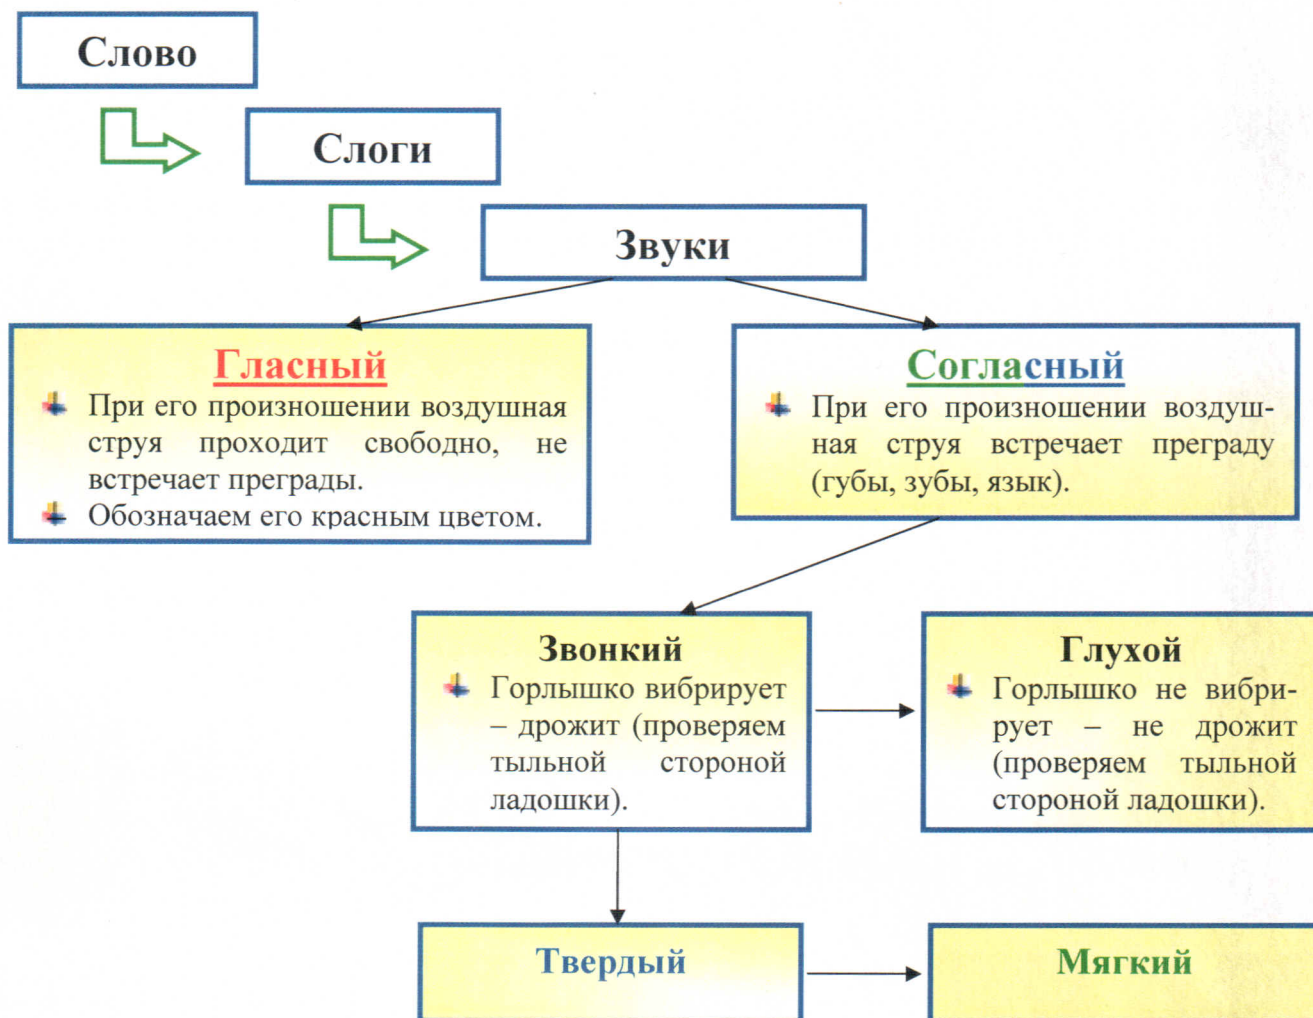 Слово
Слоги
Звуки
Гласный
При его произношении воздушная
струя проходит свободно, не
встречает преграды.
Обозначаем его красным цветом.
Согласный
При его произношении воздуш-
ная струя встречает преграду
(губы, зубы, язык).
Звонкий
Горлышко вибрирует
– дрожит (проверяем
тыльной стороной
ладошки).
Глухой
Горлышко не вибри-
рует – не дрожит
(проверяем тыльной
стороной ладошки).
Твердый
Мягкий